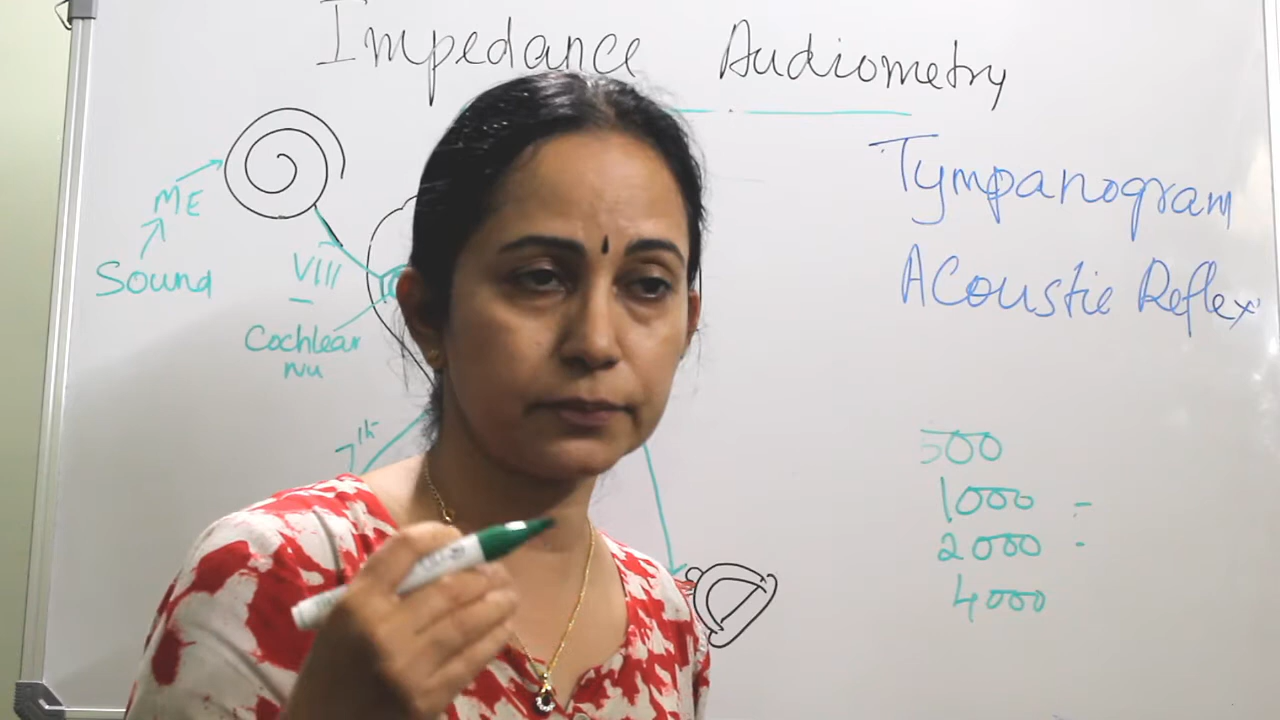 Impedance Audiometry
Tympanogram
Acoustic Reflex
ME
Sound
VIII
Cochlear
Nu
7th
500
1000 -
2000 -
4000